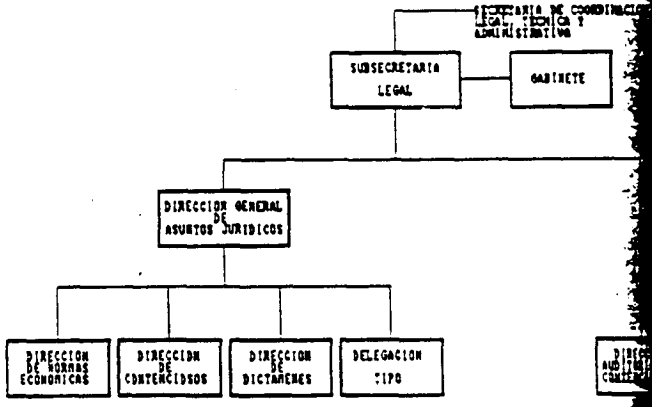 SECRETARIA DE COORDINACION
LEGAL, TECNICA Y
ADMINISTRATIVA
SUBSECRETARIA
LEGAL
GABINETE
DIRECCION GENERAL
DE
ASUNTOS JURIDICOS
DIRECCION
DE NORMAS
ECONOMICAS
DIRECCION
DE
CONTENCIOSOS
DIRECCION
DE
DICTAMENES
DELEGACION
TIPO